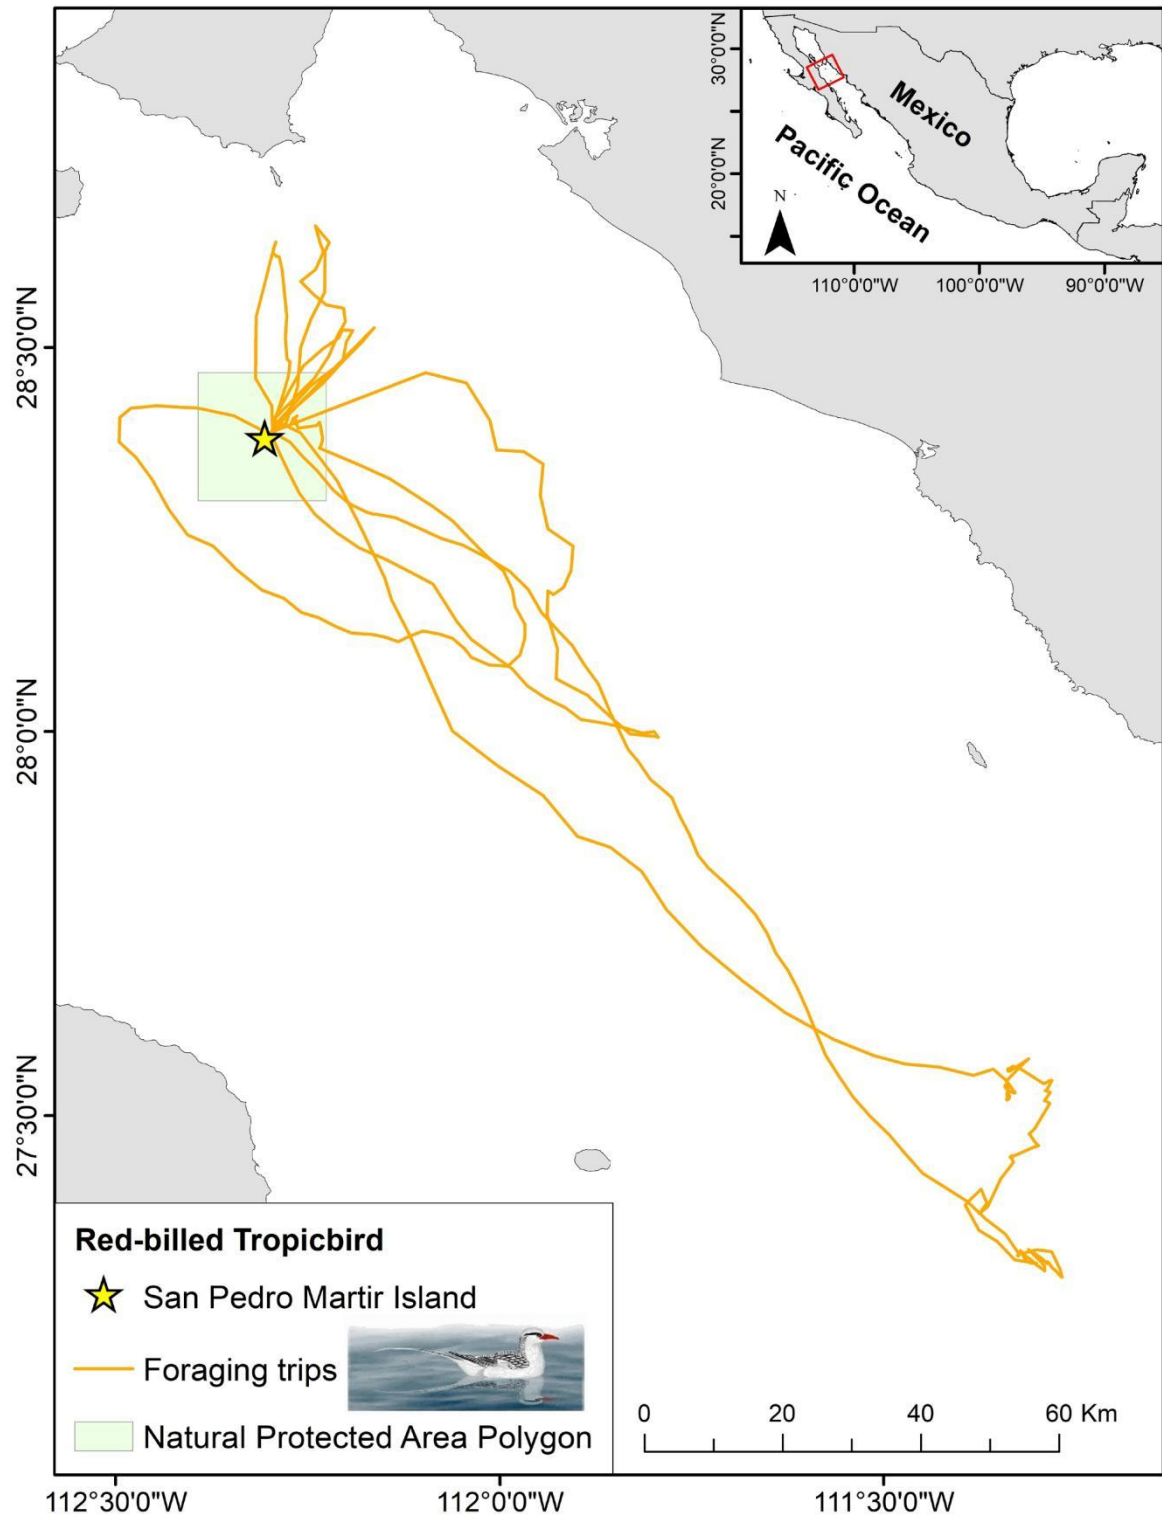 30°0'0"N
20°0'0"N
Mexico
Pacific Ocean
N
110°0'0"W
100°0'0"W
90°0'0"W
28°30'0"N
28°0'0"N
27°30'0"N
Red-billed Tropicbird
San Pedro Martir Island
Foraging trips
Natural Protected Area Polygon
0 20 40 60 Km
112°30'0"W
112°0'0"W
111°30'0"W